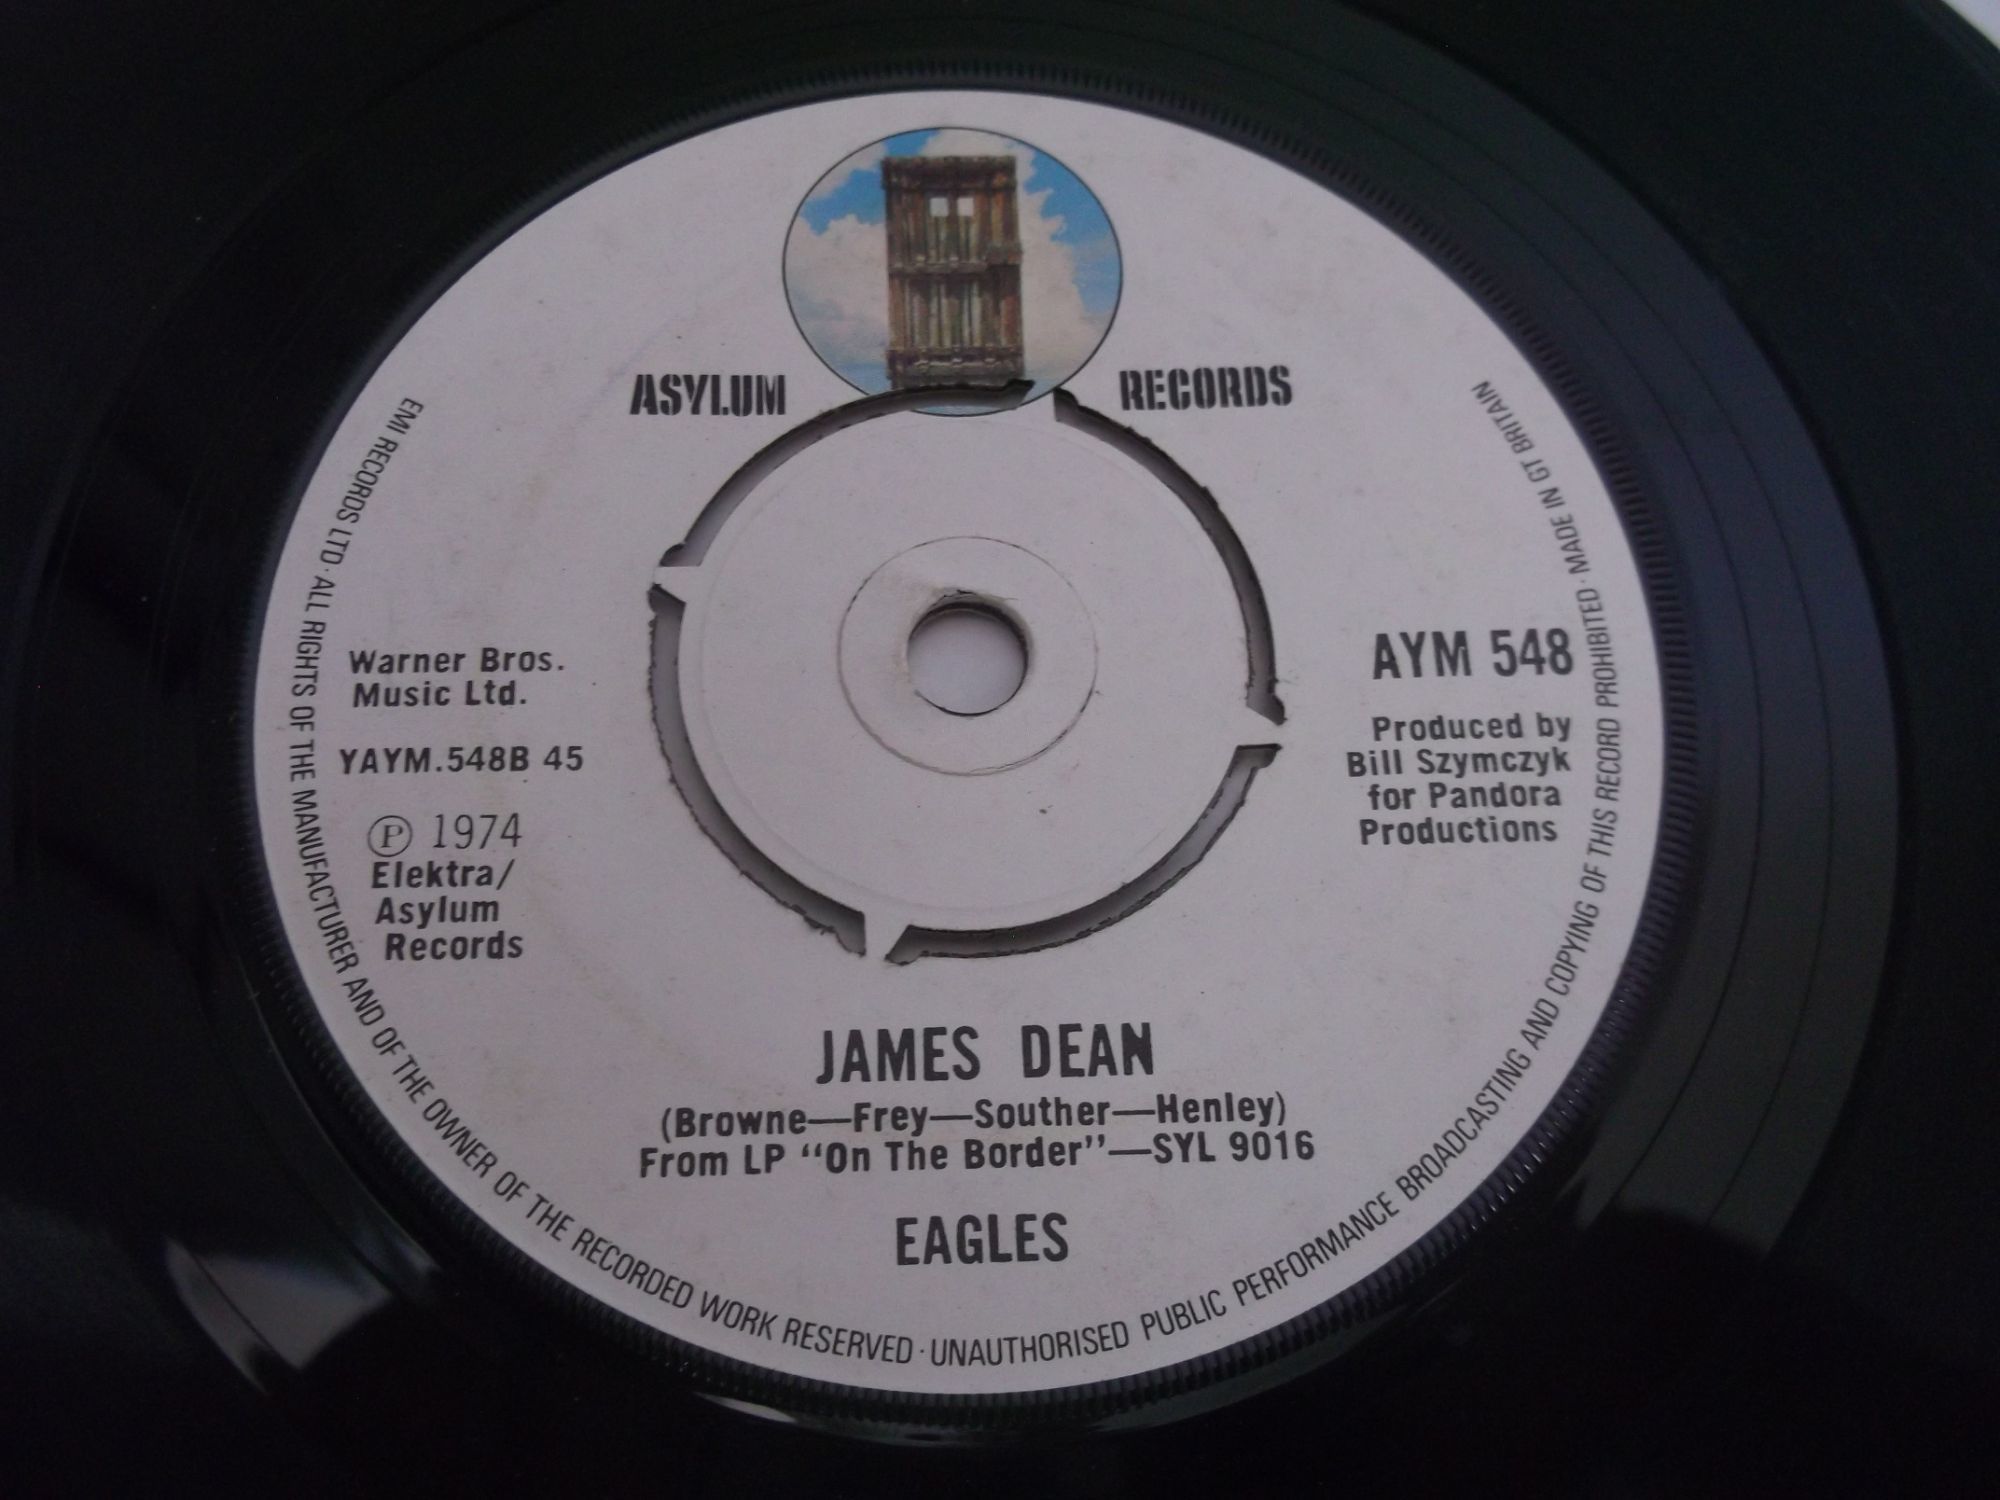 ASYLUM RECORDS
Warner Bros.
Music Ltd.
YAYM.548B 45
Ⓟ 1974
Elektra/
Asylum
Records
AYM 548
Produced by
Bill Szymczyk
for Pandora
Productions
JAMES DEAN
(Browne—Frey—Souther—Henley)
From LP “On The Border”—SYL 9016
EAGLES
EMI RECORDS LTD · ALL RIGHTS OF THE MANUFACTURER AND OF THE OWNER OF THE RECORDED WORK RESERVED · UNAUTHORISED PUBLIC PERFORMANCE BROADCASTING AND COPYING OF THIS RECORD PROHIBITED · MADE IN GT BRITAIN